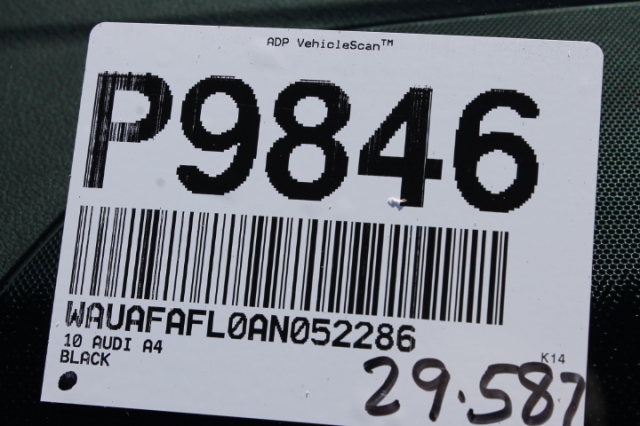 ADP VehicleScan™
P9846
WAUAFAFL0AN052286
10 AUDI A4
BLACK
K14
29.587